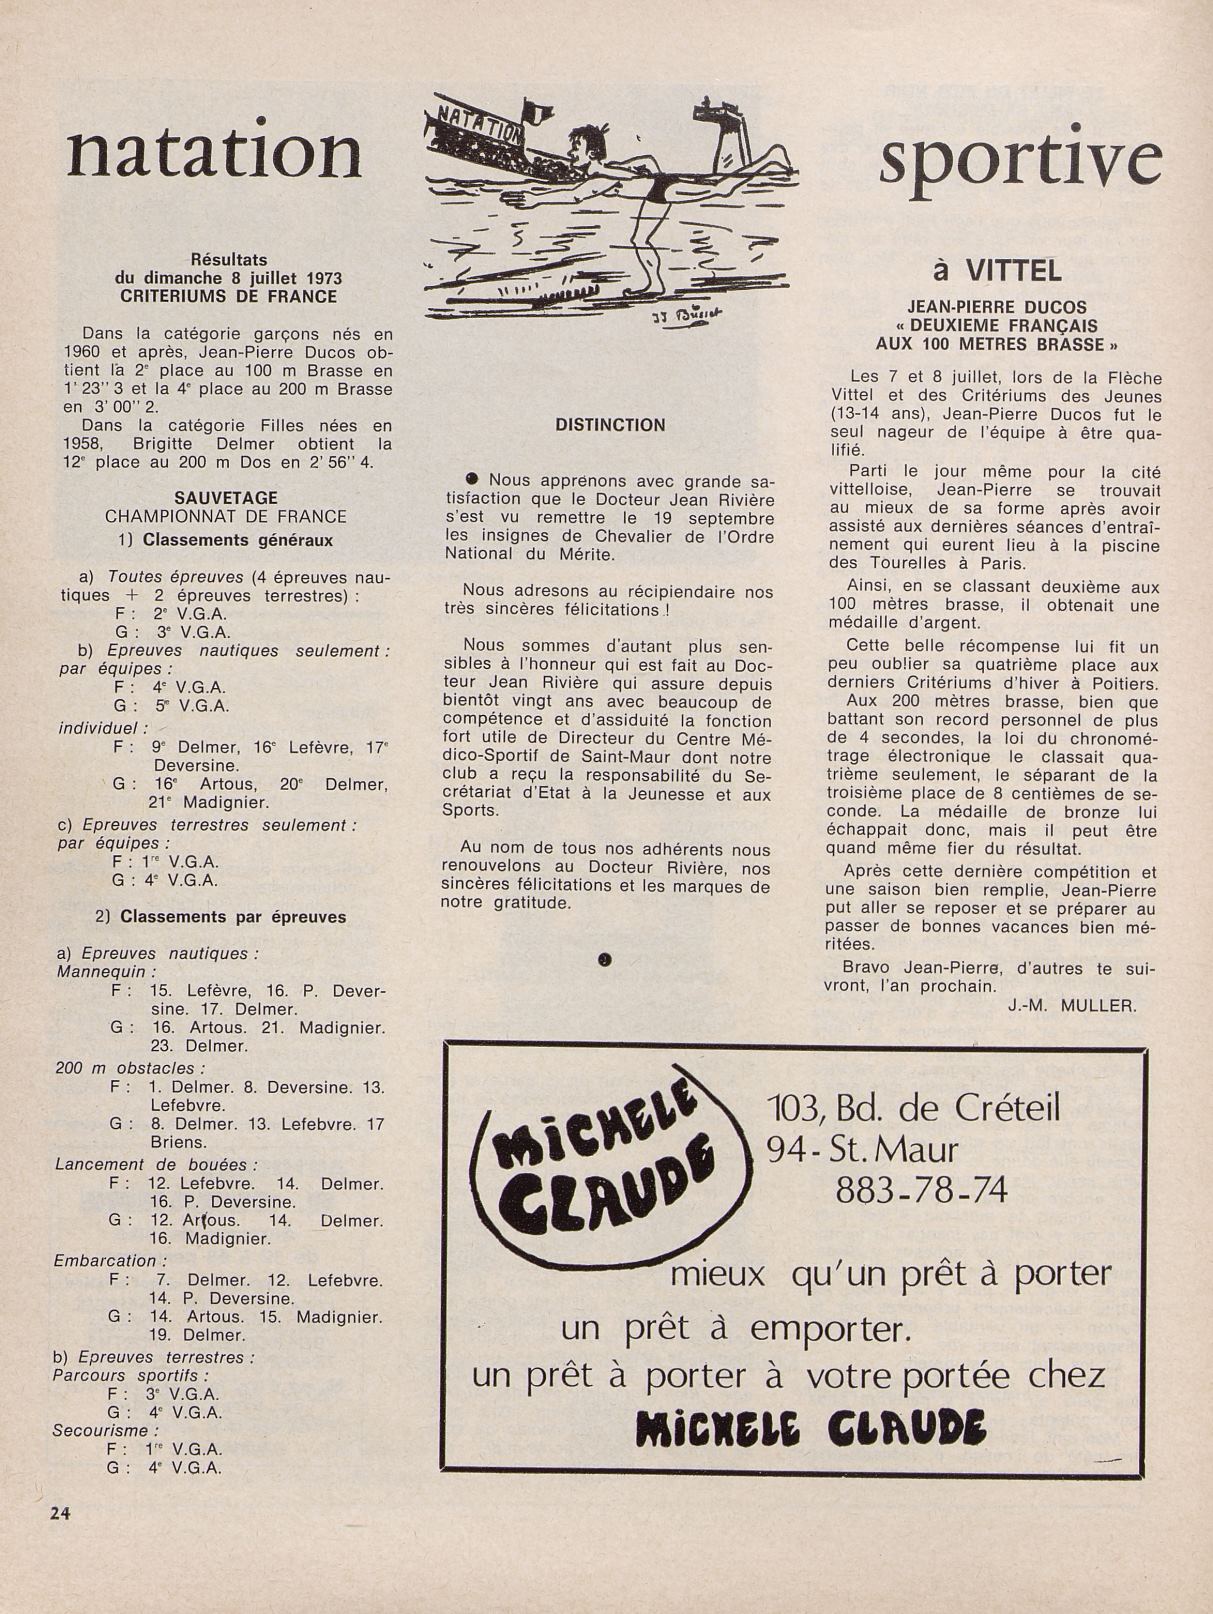 natation
NATATION
JJ Bussat
sportive
Résultats
du dimanche 8 juillet 1973
CRITERIUMS DE FRANCE
Dans la catégorie garçons nés en
1960 et après, Jean-Pierre Ducos ob-
tient la 2e place au 100 m Brasse en
1' 23'' 3 et la 4e place au 200 m Brasse
en 3' 00'' 2.
Dans la catégorie Filles nées en
1958, Brigitte Delmer obtient la
12e place au 200 m Dos en 2' 56'' 4.
SAUVETAGE
CHAMPIONNAT DE FRANCE
1) Classements généraux
a) Toutes épreuves (4 épreuves nau-
tiques + 2 épreuves terrestres) :
F : 2e V.G.A.
G : 3e V.G.A.
b) Epreuves nautiques seulement :
par équipes :
F : 4e V.G.A.
G : 5e V.G.A.
individuel :
F : 9e Delmer, 16e Lefèvre, 17e
Deversine.
G : 16e Artous, 20e Delmer,
21e Madignier.
c) Epreuves terrestres seulement :
par équipes :
F : 1re V.G.A.
G : 4e V.G.A.
2) Classements par épreuves
a) Epreuves nautiques :
Mannequin :
F : 15. Lefèvre, 16. P. Dever-
sine. 17. Delmer.
G : 16. Artous. 21. Madignier.
23. Delmer.
200 m obstacles :
F : 1. Delmer. 8. Deversine. 13.
Lefebvre.
G : 8. Delmer. 13. Lefebvre. 17
Briens.
Lancement de bouées :
F : 12. Lefebvre. 14. Delmer.
16. P. Deversine.
G : 12. Artous. 14. Delmer.
16. Madignier.
Embarcation :
F : 7. Delmer. 12. Lefebvre.
14. P. Deversine.
G : 14. Artous. 15. Madignier.
19. Delmer.
b) Epreuves terrestres :
Parcours sportifs :
F : 3e V.G.A.
G : 4e V.G.A.
Secourisme :
F : 1re V.G.A.
G : 4e V.G.A.
DISTINCTION
● Nous apprenons avec grande sa-
tisfaction que le Docteur Jean Rivière
s'est vu remettre le 19 septembre
les insignes de Chevalier de l'Ordre
National du Mérite.
Nous adresons au récipiendaire nos
très sincères félicitations !
Nous sommes d'autant plus sen-
sibles à l'honneur qui est fait au Doc-
teur Jean Rivière qui assure depuis
bientôt vingt ans avec beaucoup de
compétence et d'assiduité la fonction
fort utile de Directeur du Centre Mé-
dico-Sportif de Saint-Maur dont notre
club a reçu la responsabilité du Se-
crétariat d'Etat à la Jeunesse et aux
Sports.
Au nom de tous nos adhérents nous
renouvelons au Docteur Rivière, nos
sincères félicitations et les marques de
notre gratitude.
à VITTEL
JEAN-PIERRE DUCOS
« DEUXIEME FRANÇAIS
AUX 100 METRES BRASSE »
Les 7 et 8 juillet, lors de la Flèche
Vittel et des Critériums des Jeunes
(13-14 ans), Jean-Pierre Ducos fut le
seul nageur de l'équipe à être qua-
lifié.
Parti le jour même pour la cité
vittelloise, Jean-Pierre se trouvait
au mieux de sa forme après avoir
assisté aux dernières séances d'entraî-
nement qui eurent lieu à la piscine
des Tourelles à Paris.
Ainsi, en se classant deuxième aux
100 mètres brasse, il obtenait une
médaille d'argent.
Cette belle récompense lui fit un
peu oublier sa quatrième place aux
derniers Critériums d'hiver à Poitiers.
Aux 200 mètres brasse, bien que
battant son record personnel de plus
de 4 secondes, la loi du chronomé-
trage électronique le classait qua-
trième seulement, le séparant de la
troisième place de 8 centièmes de se-
conde. La médaille de bronze lui
échappait donc, mais il peut être
quand même fier du résultat.
Après cette dernière compétition et
une saison bien remplie, Jean-Pierre
put aller se reposer et se préparer au
passer de bonnes vacances bien mé-
ritées.
Bravo Jean-Pierre, d'autres te sui-
vront, l'an prochain.
J.-M. MULLER.
MICHELE
CLAUDE
103, Bd. de Créteil
94 - St. Maur
883-78-74
mieux qu'un prêt à porter
un prêt à emporter.
un prêt à porter à votre portée chez
MICHELE CLAUDE
24